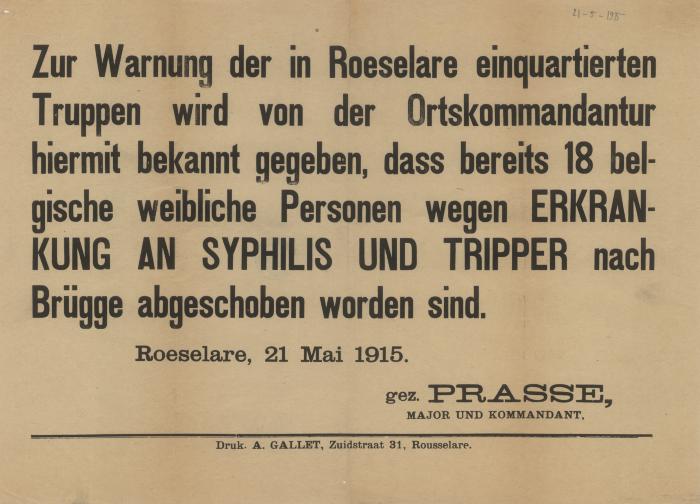 Zur Warnung der in Roeselare einquartierten
Truppen wird von der Ortskommandantur
hiermit bekannt gegeben, dass bereits 18 bel-
gische weibliche Personen wegen ERKRAN-
KUNG AN SYPHILIS UND TRIPPER nach
Brügge abgeschoben worden sind.
Roeselare, 21 Mai 1915.
gez. PRASSE,
MAJOR UND KOMMANDANT.
Druk. A. GALLET, Zuidstraat 31, Rousselare.